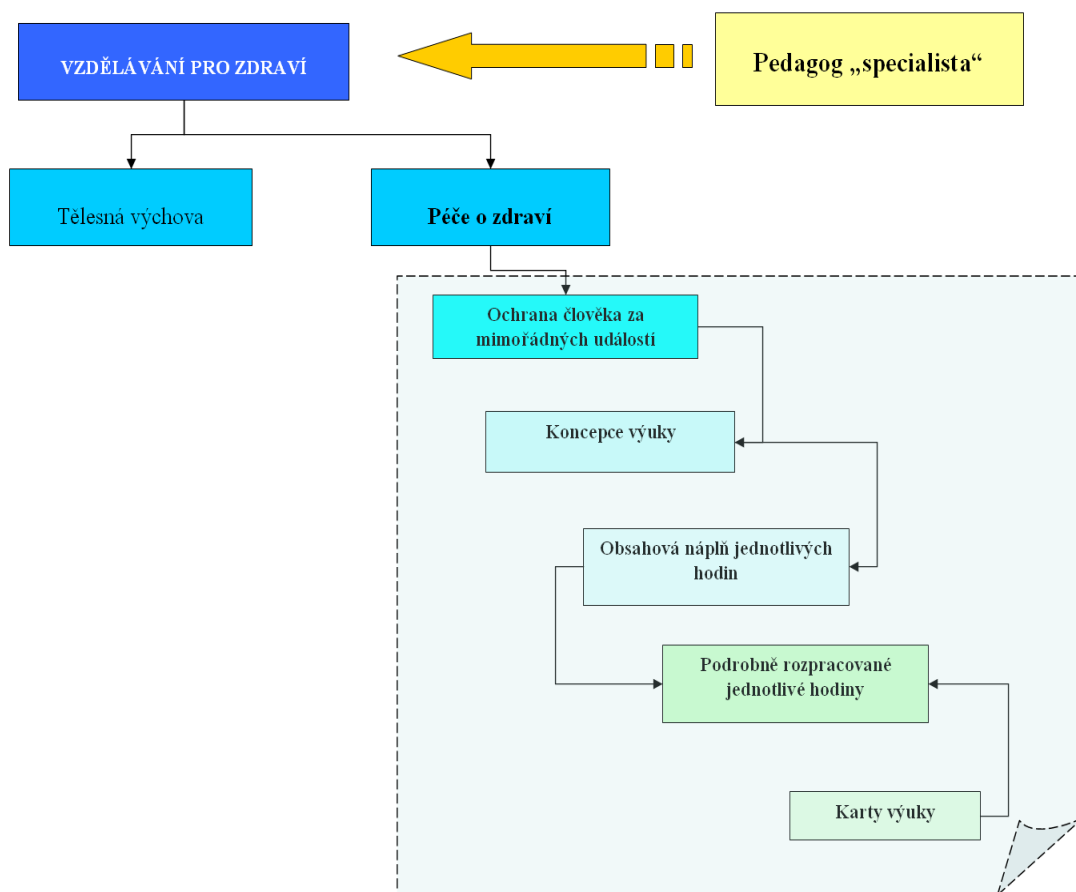 VZDĚLÁVÁNÍ PRO ZDRAVÍ
Pedagog „specialista“
Tělesná výchova
Péče o zdraví
Ochrana člověka za
mimořádných událostí
Koncepce výuky
Obsahová náplň jednotlivých
hodin
Podrobně rozpracované
jednotlivé hodiny
Karty výuky